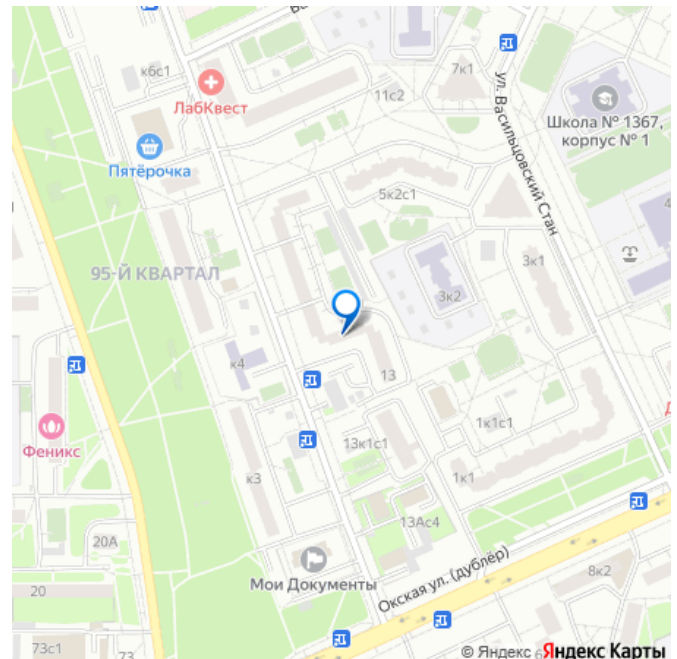 к6с1
ЛабКвест
11с2
7к1
ул. Васильцовский Стан
Школа № 1367,
корпус № 1
Пятёрочка
5к2с1
95-Й КВАРТАЛ
3к2
3к1
к4
13
Феникс
13к1с1
1к1с1
к3
1к1
13Ас4
20А
Мои Документы
Окская ул. (дублёр)
20
8к2
73с1
73
© Яндекс Яндекс Карты